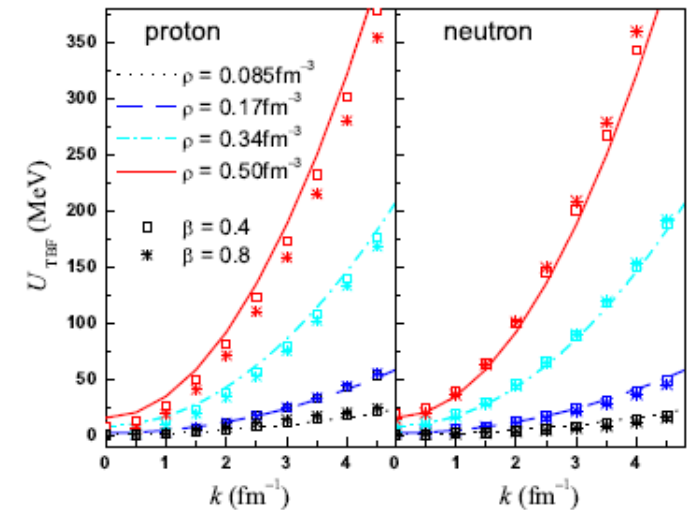 proton
neutron
ρ = 0.085fm⁻³
ρ = 0.17fm⁻³
ρ = 0.34fm⁻³
ρ = 0.50fm⁻³
β = 0.4
β = 0.8
U_TBF (MeV)
350
300
250
200
150
100
50
0
0 1 2 3 4 0 1 2 3 4
k (fm⁻¹) k (fm⁻¹)